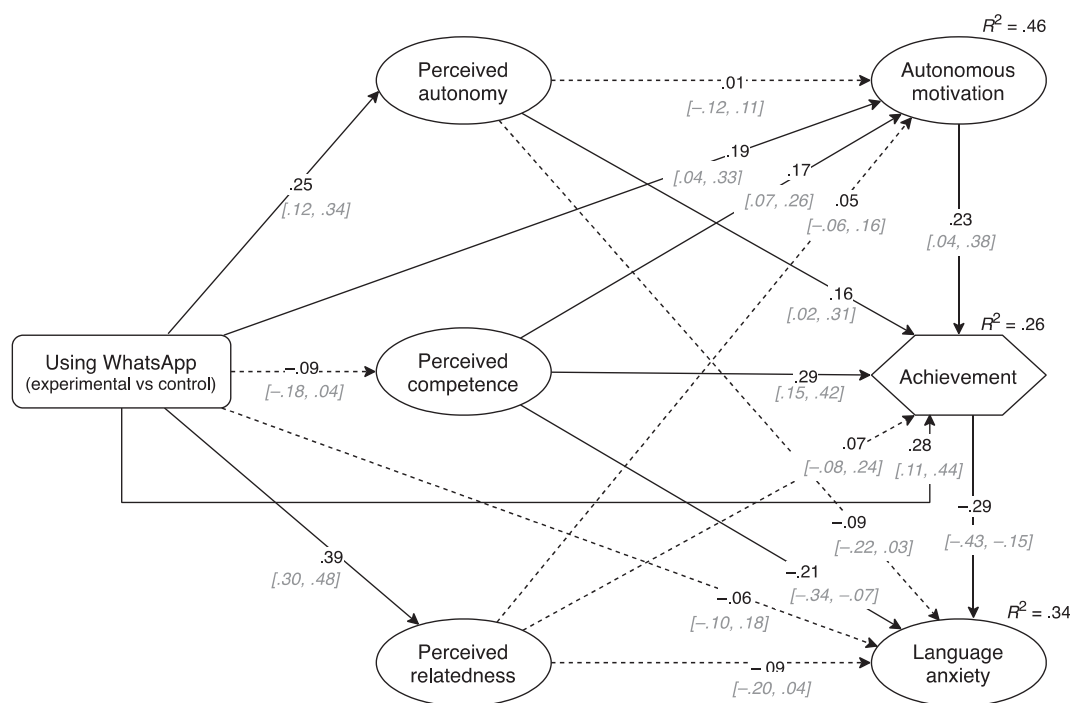 R² = .46
Perceived
autonomy
Autonomous
motivation
.01
[−.12, .11]
.19
[.04, .33]
.17
[.07, .26]
.25
[.12, .34]
.05
[−.06, .16]
.23
[.04, .38]
.16
[.02, .31]
R² = .26
Using WhatsApp
(experimental vs control)
−.09
[−.18, .04]
Perceived
competence
.29
[.15, .42]
Achievement
.07
[−.08, .24]
.28
[.11, .44]
−.29
[−.43, −.15]
−.09
[−.22, .03]
.39
[.30, .48]
−.21
[−.34, −.07]
−.06
[−.10, .18]
R² = .34
Perceived
relatedness
−.09
[−.20, .04]
Language
anxiety